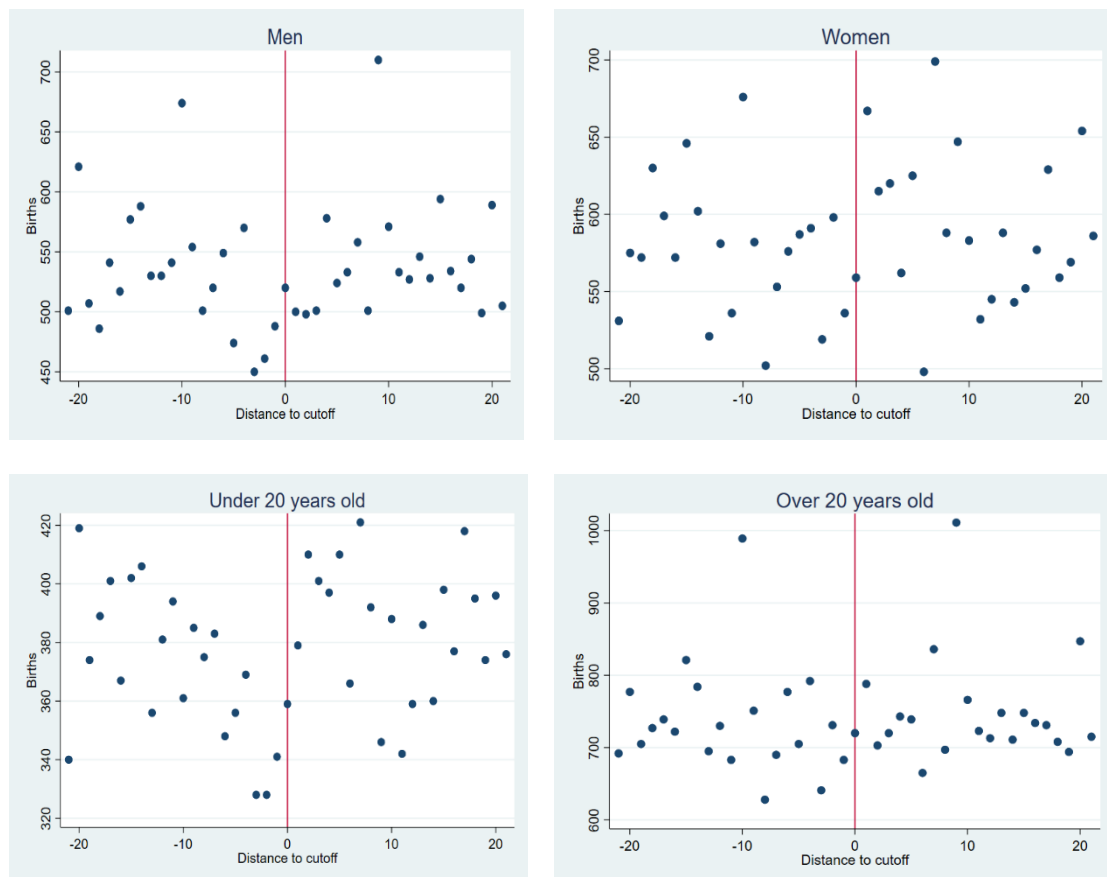 Men
Births
700
650
600
550
500
450
-20 -10 0 10 20
Distance to cutoff
Women
Births
700
650
600
550
500
-20 -10 0 10 20
Distance to cutoff
Under 20 years old
Births
420
400
380
360
340
320
-20 -10 0 10 20
Distance to cutoff
Over 20 years old
Births
1000
900
800
700
600
-20 -10 0 10 20
Distance to cutoff